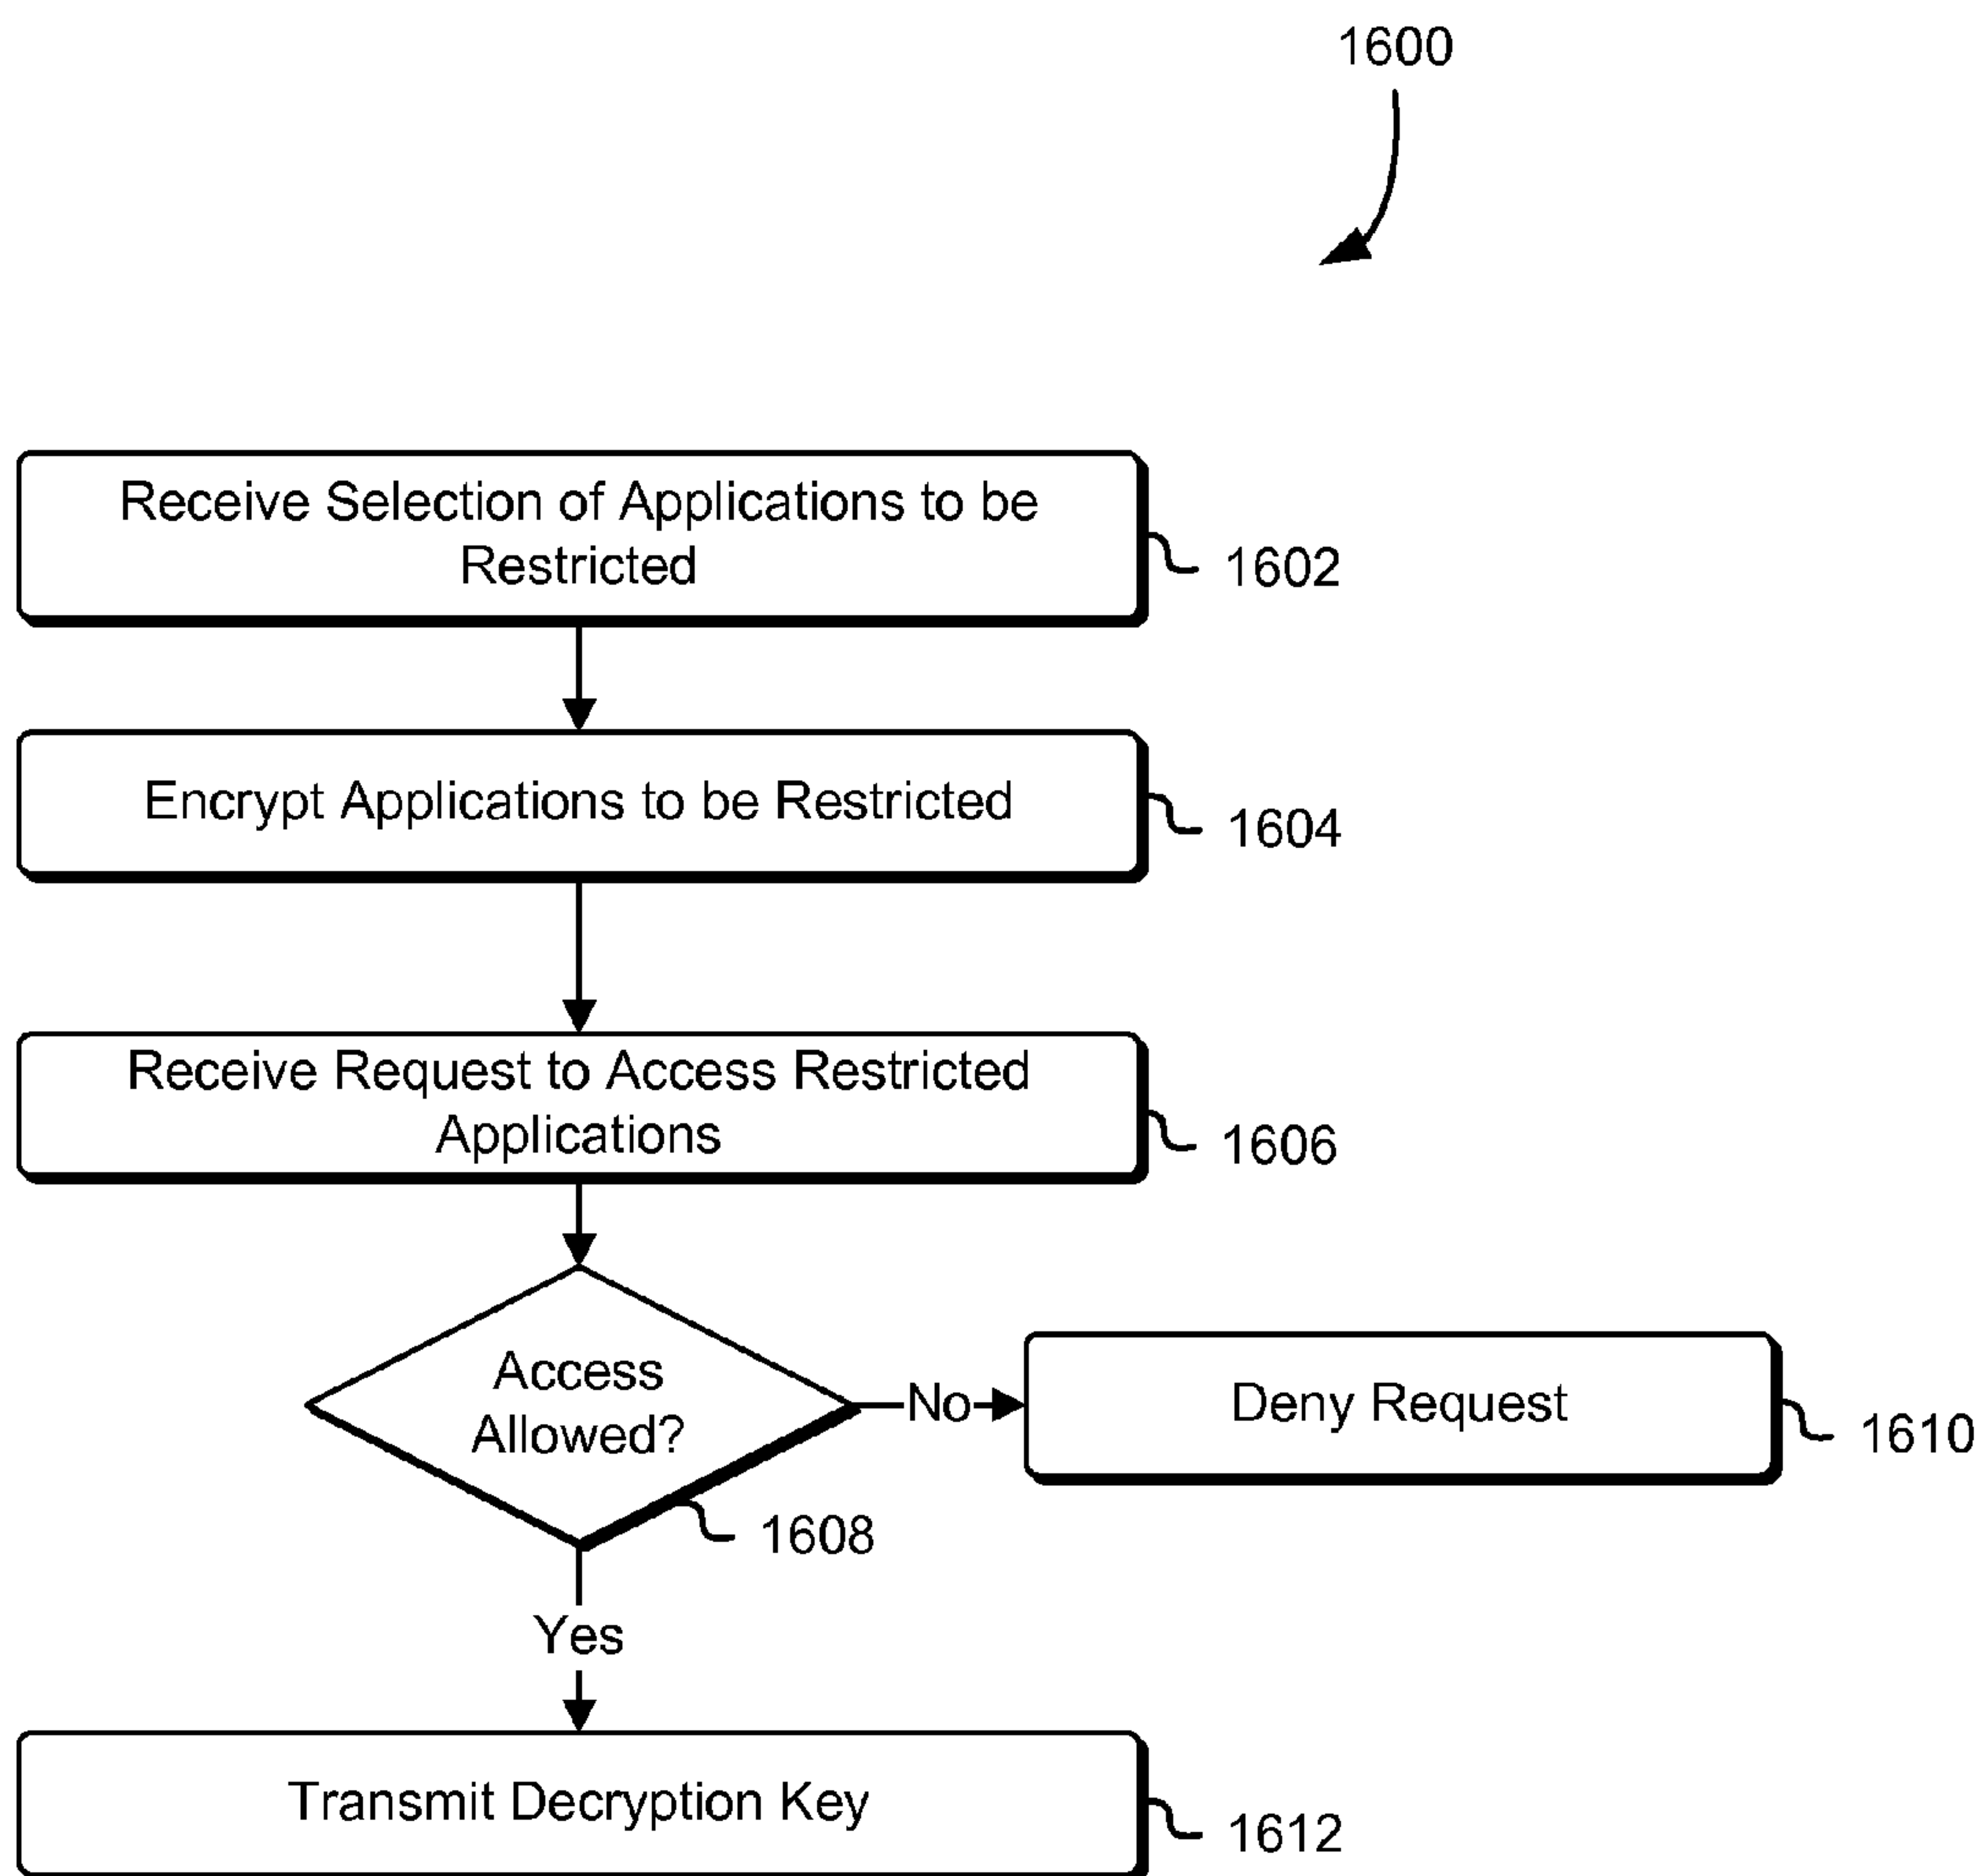 1600
Receive Selection of Applications to be
Restricted
1602
Encrypt Applications to be Restricted
1604
Receive Request to Access Restricted
Applications
1606
Access
Allowed?
No
Deny Request
1610
1608
Yes
Transmit Decryption Key
1612